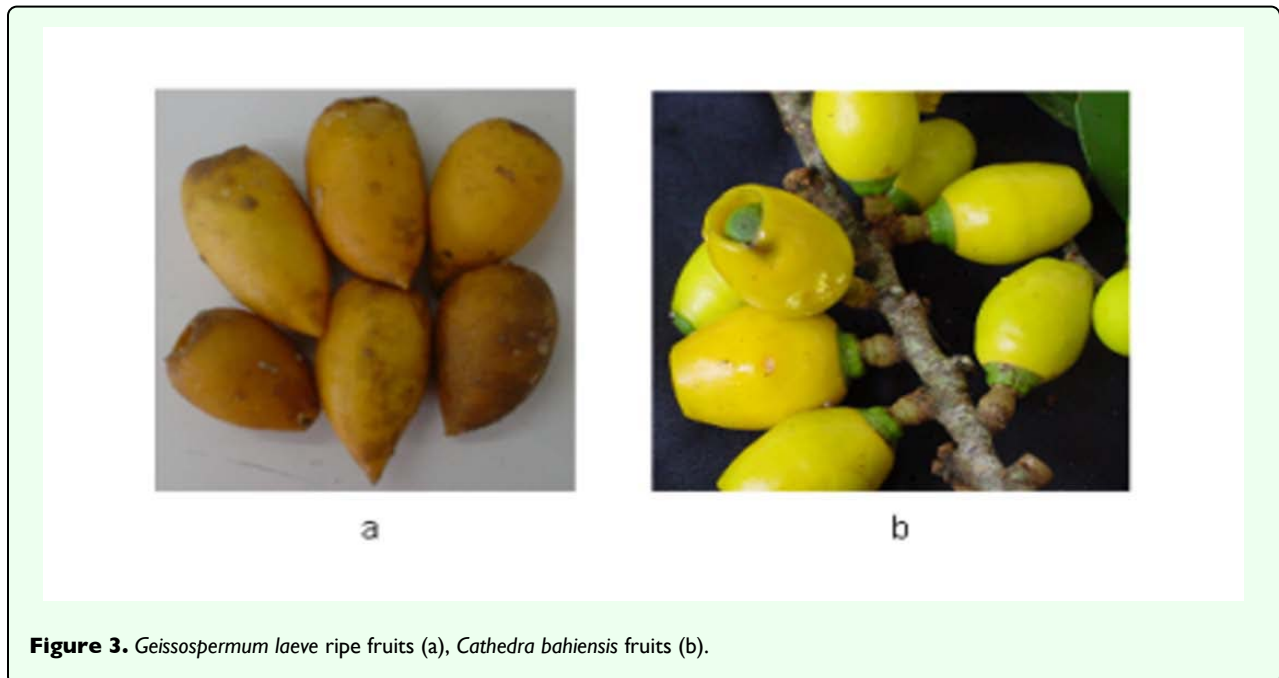 a
b
Figure 3. Geissospermum laeve ripe fruits (a), Cathedra bahiensis fruits (b).